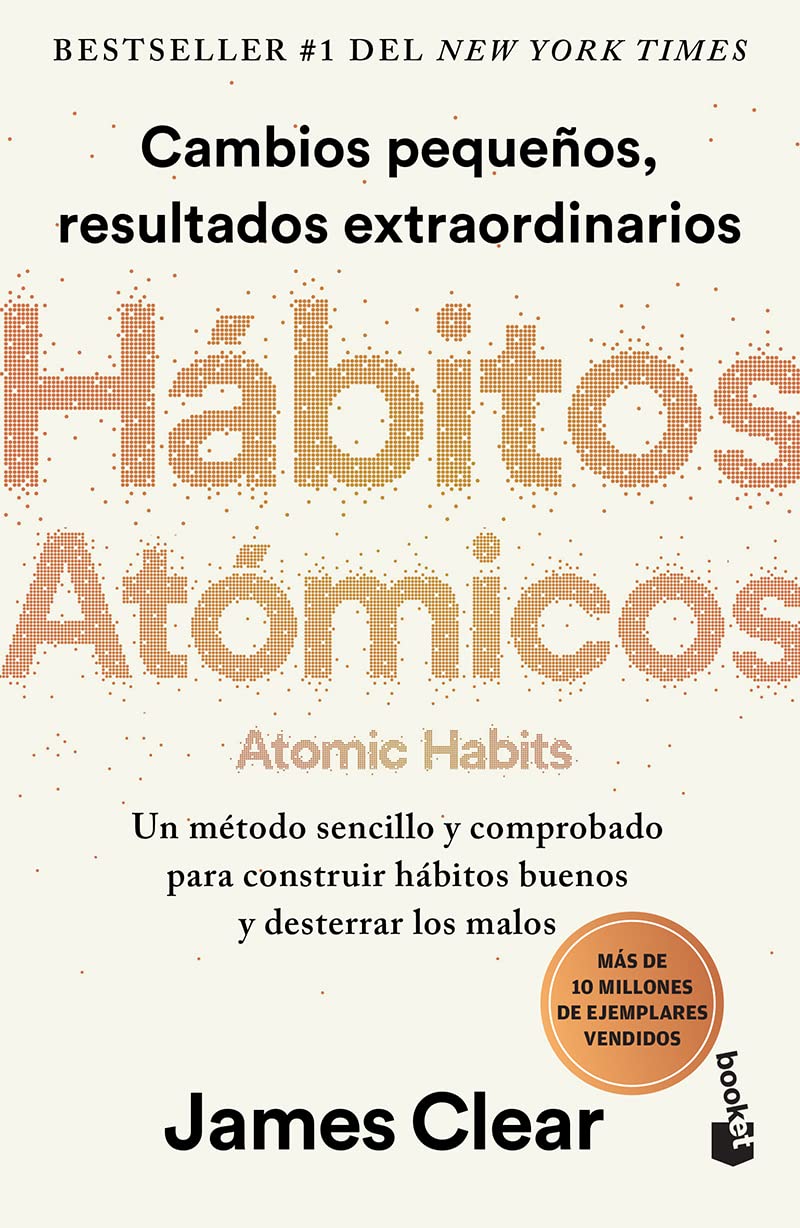 BESTSELLER #1 DEL NEW YORK TIMES
Cambios pequeños,
resultados extraordinarios
Hábitos
Atómicos
Atomic Habits
Un método sencillo y comprobado
para construir hábitos buenos
y desterrar los malos
MÁS DE
10 MILLONES
DE EJEMPLARES
VENDIDOS
James Clear
booket